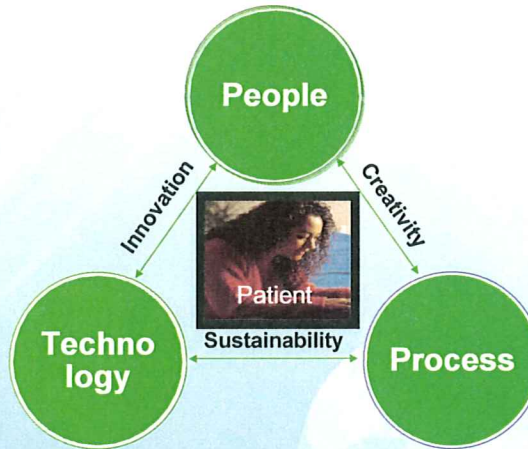 People
Innovation
Creativity
Patient
Sustainability
Techno
logy
Process